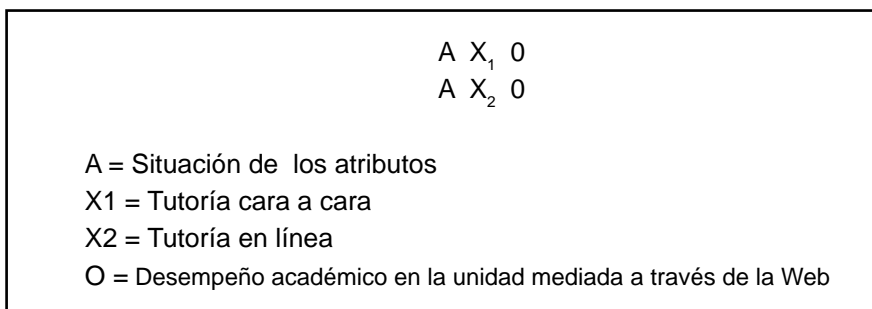 A X₁ 0
A X₂ 0
A = Situación de los atributos
X1 = Tutoría cara a cara
X2 = Tutoría en línea
O = Desempeño académico en la unidad mediada a través de la Web